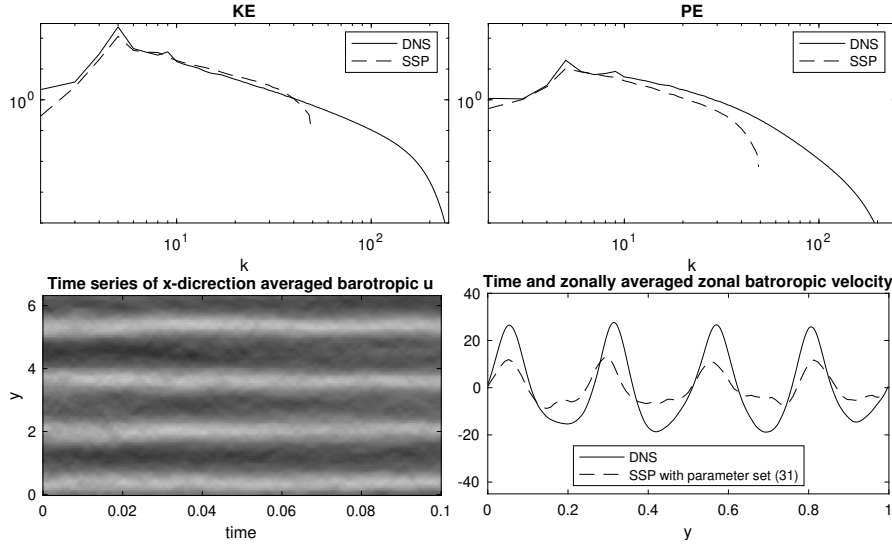 KE
DNS
SSP
10^0
10^1
10^2
k
PE
DNS
SSP
10^0
10^1
10^2
k
Time series of x-dicrection averaged barotropic u
6
4
2
0
y
0
0.02
0.04
0.06
0.08
0.1
time
Time and zonally averaged zonal batroropic velocity
40
20
0
-20
-40
DNS
SSP with parameter set (31)
0
0.2
0.4
0.6
0.8
1
y